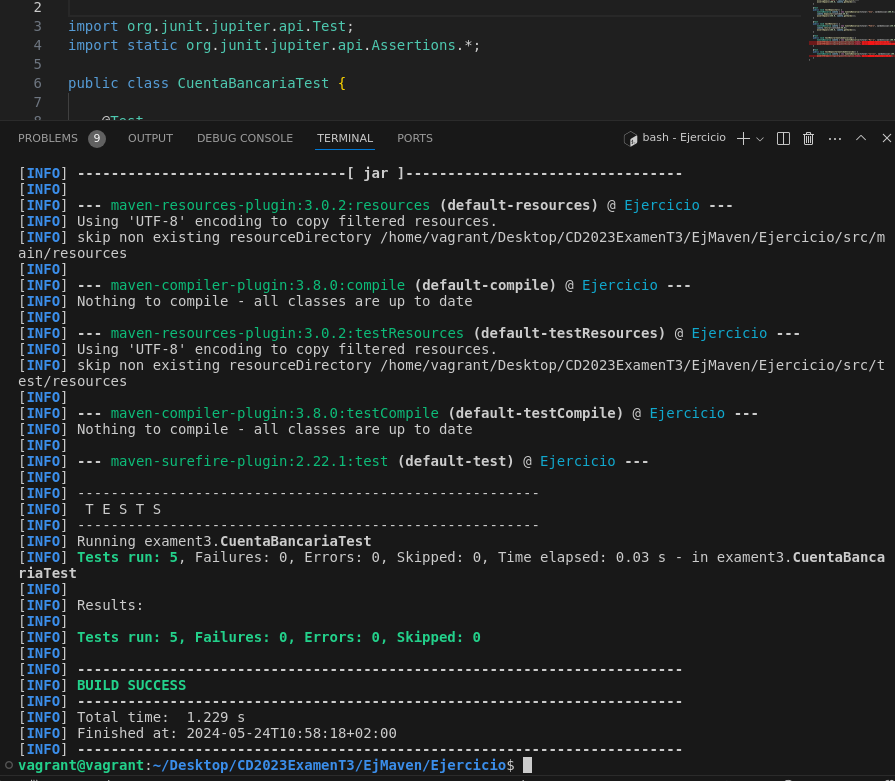 2
3 import org.junit.jupiter.api.Test;
4 import static org.junit.jupiter.api.Assertions.*;
5
6 public class CuentaBancariaTest {
7
8 @Test
PROBLEMS 9 OUTPUT DEBUG CONSOLE TERMINAL PORTS bash - Ejercicio
[INFO] --------------------------------[ jar ]---------------------------------
[INFO]
[INFO] --- maven-resources-plugin:3.0.2:resources (default-resources) @ Ejercicio ---
[INFO] Using 'UTF-8' encoding to copy filtered resources.
[INFO] skip non existing resourceDirectory /home/vagrant/Desktop/CD2023ExamenT3/EjMaven/Ejercicio/src/m
ain/resources
[INFO]
[INFO] --- maven-compiler-plugin:3.8.0:compile (default-compile) @ Ejercicio ---
[INFO] Nothing to compile - all classes are up to date
[INFO]
[INFO] --- maven-resources-plugin:3.0.2:testResources (default-testResources) @ Ejercicio ---
[INFO] Using 'UTF-8' encoding to copy filtered resources.
[INFO] skip non existing resourceDirectory /home/vagrant/Desktop/CD2023ExamenT3/EjMaven/Ejercicio/src/t
est/resources
[INFO]
[INFO] --- maven-compiler-plugin:3.8.0:testCompile (default-testCompile) @ Ejercicio ---
[INFO] Nothing to compile - all classes are up to date
[INFO]
[INFO] --- maven-surefire-plugin:2.22.1:test (default-test) @ Ejercicio ---
[INFO]
[INFO] -------------------------------------------------------
[INFO]  T E S T S
[INFO] -------------------------------------------------------
[INFO] Running exament3.CuentaBancariaTest
[INFO] Tests run: 5, Failures: 0, Errors: 0, Skipped: 0, Time elapsed: 0.03 s - in exament3.CuentaBanca
riaTest
[INFO]
[INFO] Results:
[INFO]
[INFO] Tests run: 5, Failures: 0, Errors: 0, Skipped: 0
[INFO]
[INFO] ------------------------------------------------------------------------
[INFO] BUILD SUCCESS
[INFO] ------------------------------------------------------------------------
[INFO] Total time:  1.229 s
[INFO] Finished at: 2024-05-24T10:58:18+02:00
[INFO] ------------------------------------------------------------------------
vagrant@vagrant:~/Desktop/CD2023ExamenT3/EjMaven/Ejercicio$